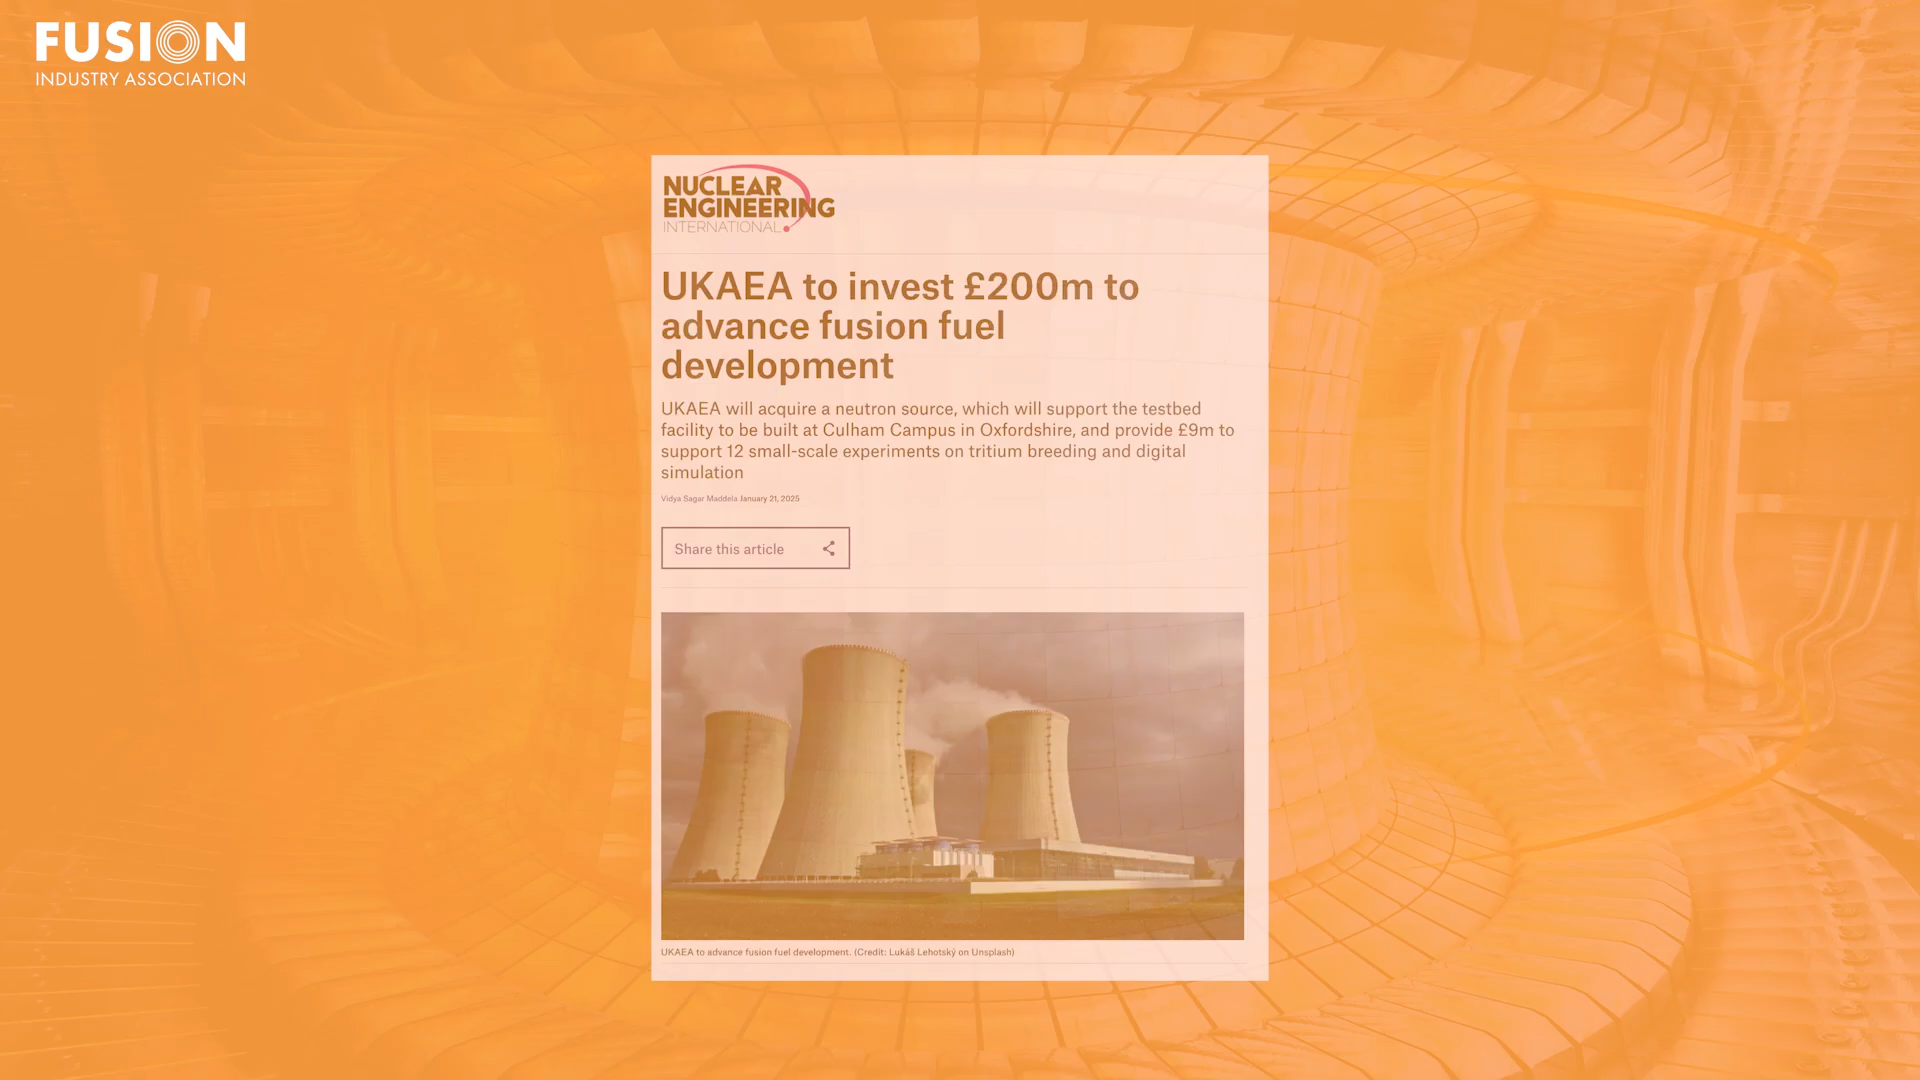 FUSION
INDUSTRY ASSOCIATION
NUCLEAR
ENGINEERING
INTERNATIONAL
UKAEA to invest £200m to
advance fusion fuel
development
UKAEA will acquire a neutron source, which will support the testbed
facility to be built at Culham Campus in Oxfordshire, and provide £9m to
support 12 small-scale experiments on tritium breeding and digital
simulation
Vidya Sagar Maddela January 21, 2025
Share this article
UKAEA to advance fusion fuel development. (Credit: Lukáš Lehotský on Unsplash)